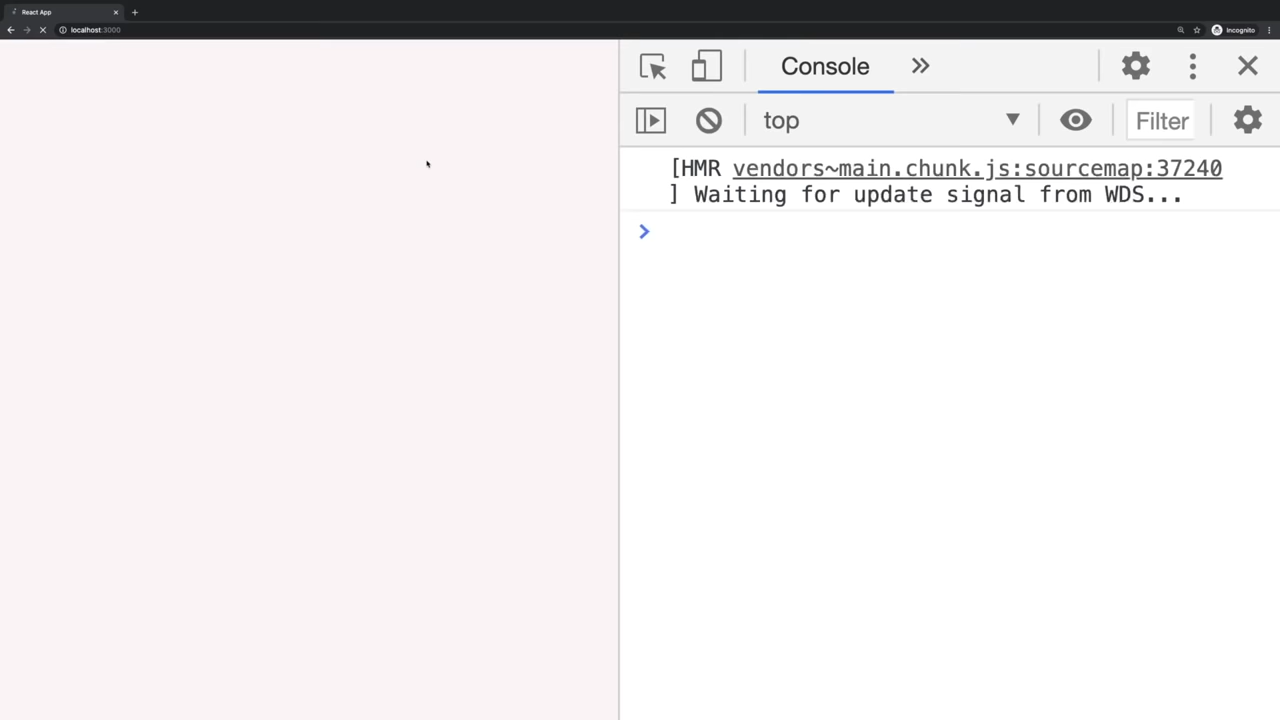 React App
localhost:3000
Incognito
Console
top
Filter
[HMR vendors~main.chunk.js:sourcemap:37240
] Waiting for update signal from WDS...